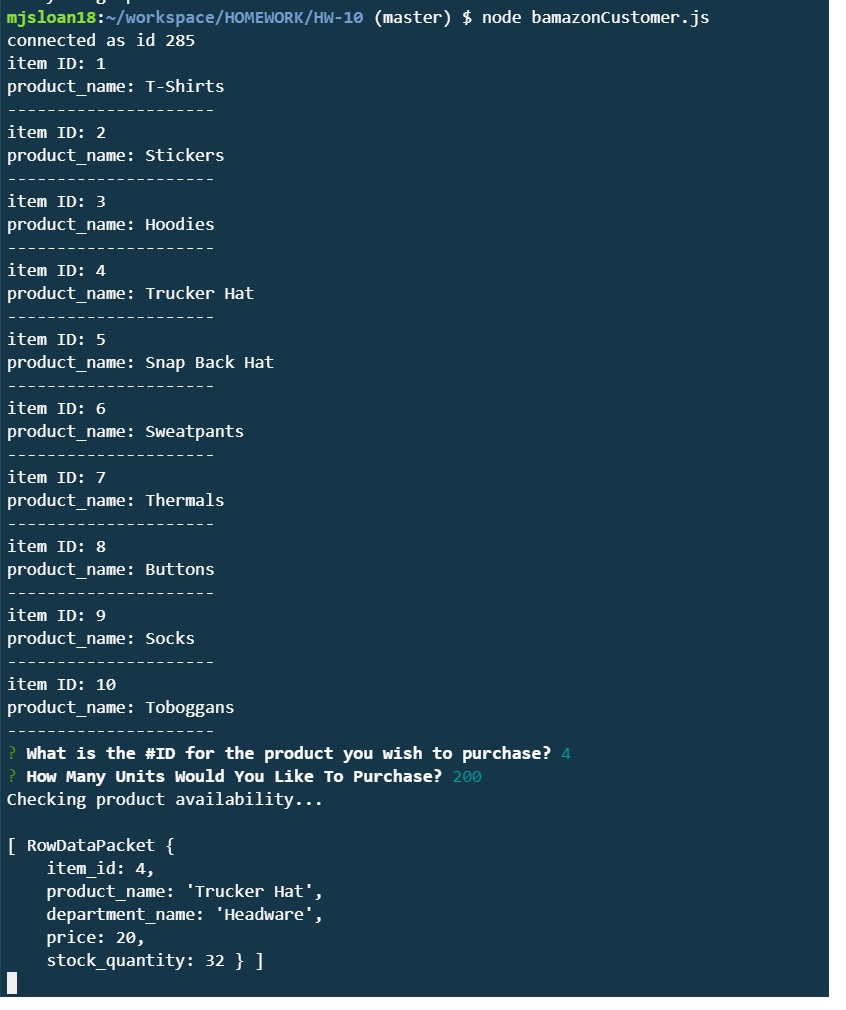 mjsloan18:~/workspace/HOMEWORK/HW-10 (master) $ node bamazonCustomer.js
connected as id 285
item ID: 1
product_name: T-Shirts
---------------------
item ID: 2
product_name: Stickers
---------------------
item ID: 3
product_name: Hoodies
---------------------
item ID: 4
product_name: Trucker Hat
---------------------
item ID: 5
product_name: Snap Back Hat
---------------------
item ID: 6
product_name: Sweatpants
---------------------
item ID: 7
product_name: Thermals
---------------------
item ID: 8
product_name: Buttons
---------------------
item ID: 9
product_name: Socks
---------------------
item ID: 10
product_name: Toboggans
---------------------
? What is the #ID for the product you wish to purchase? 4
? How Many Units Would You Like To Purchase? 200
Checking product availability...
[ RowDataPacket {
    item_id: 4,
    product_name: 'Trucker Hat',
    department_name: 'Headware',
    price: 20,
    stock_quantity: 32 } ]